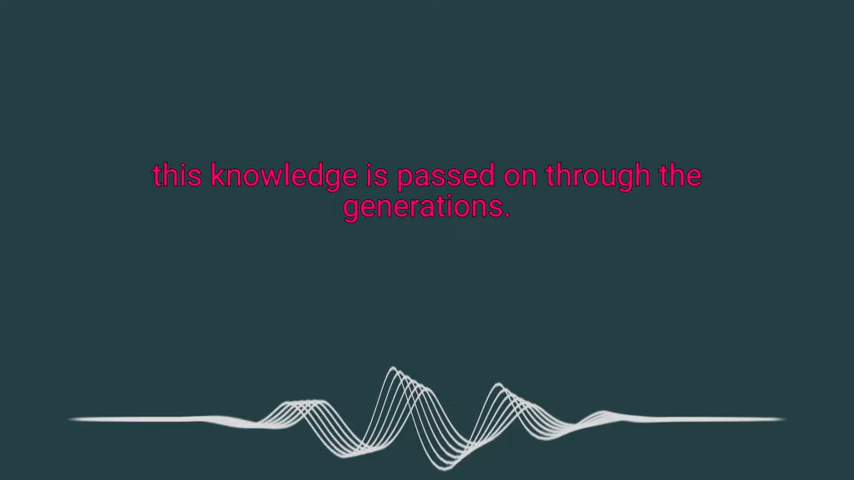 this knowledge is passed on through the
generations.